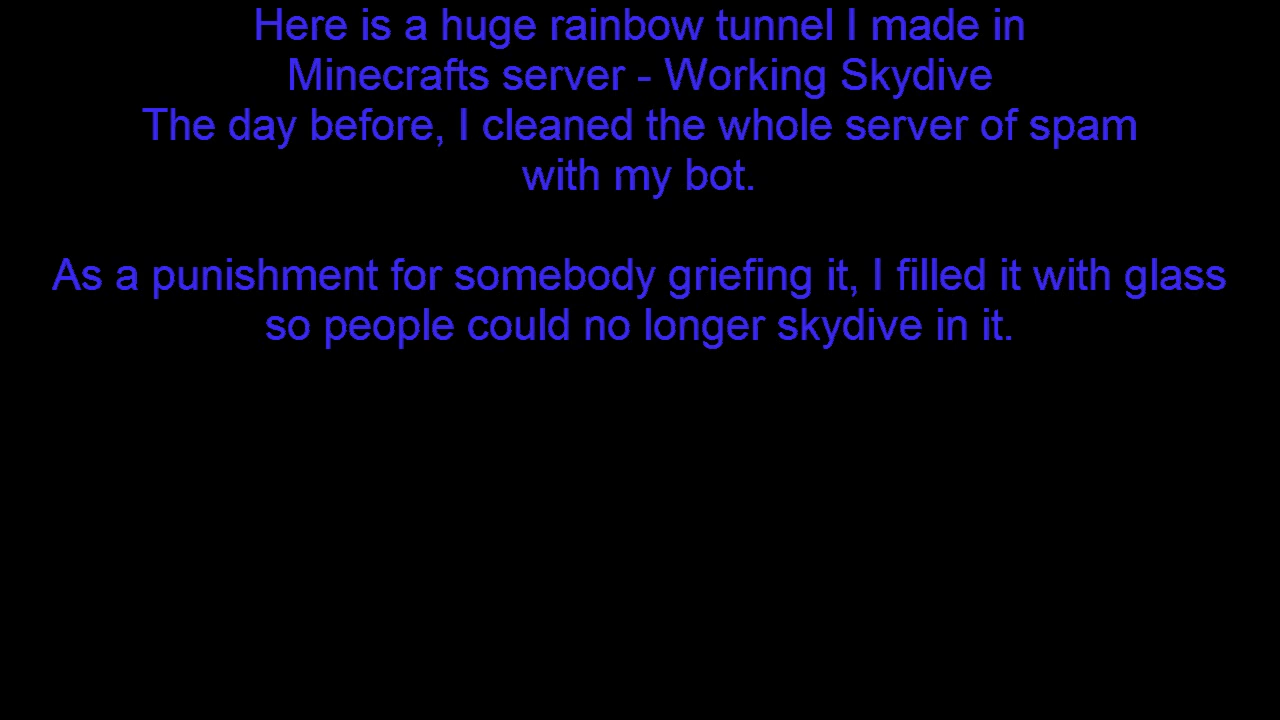 Here is a huge rainbow tunnel I made in
Minecrafts server - Working Skydive
The day before, I cleaned the whole server of spam
with my bot.
As a punishment for somebody griefing it, I filled it with glass
so people could no longer skydive in it.